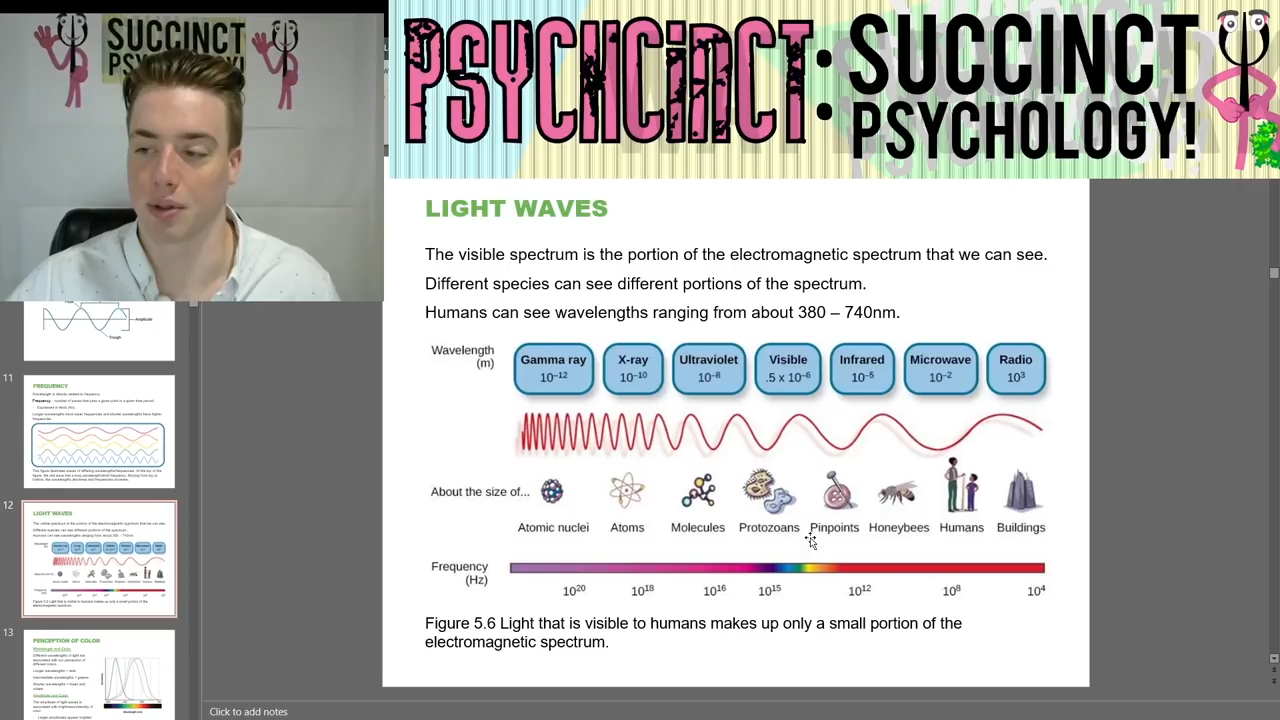 SUCCINCT
PSYCHCINCT: SUCCINCT
PSYCHOLOGY!
LIGHT WAVES
The visible spectrum is the portion of the electromagnetic spectrum that we can see.
Different species can see different portions of the spectrum.
Humans can see wavelengths ranging from about 380 – 740nm.
Wavelength
(m)
Gamma ray X-ray Ultraviolet Visible Infrared Microwave Radio
10⁻¹² 10⁻¹⁰ 10⁻⁸ .5 x 10⁻⁶ 10⁻⁵ 10⁻² 10³
About the size of...
Atomic nuclei Atoms Molecules Protozoans Pinpoints Honeybees Humans Buildings
Frequency
(Hz)
10²⁰ 10¹⁸ 10¹⁶ 10¹⁵ 10¹² 10⁸ 10⁴
Figure 5.6 Light that is visible to humans makes up only a small portion of the
electromagnetic spectrum.
Amplitude
Trough
11
FREQUENCY
12
LIGHT WAVES
13
PERCEPTION OF COLOR
Click to add notes